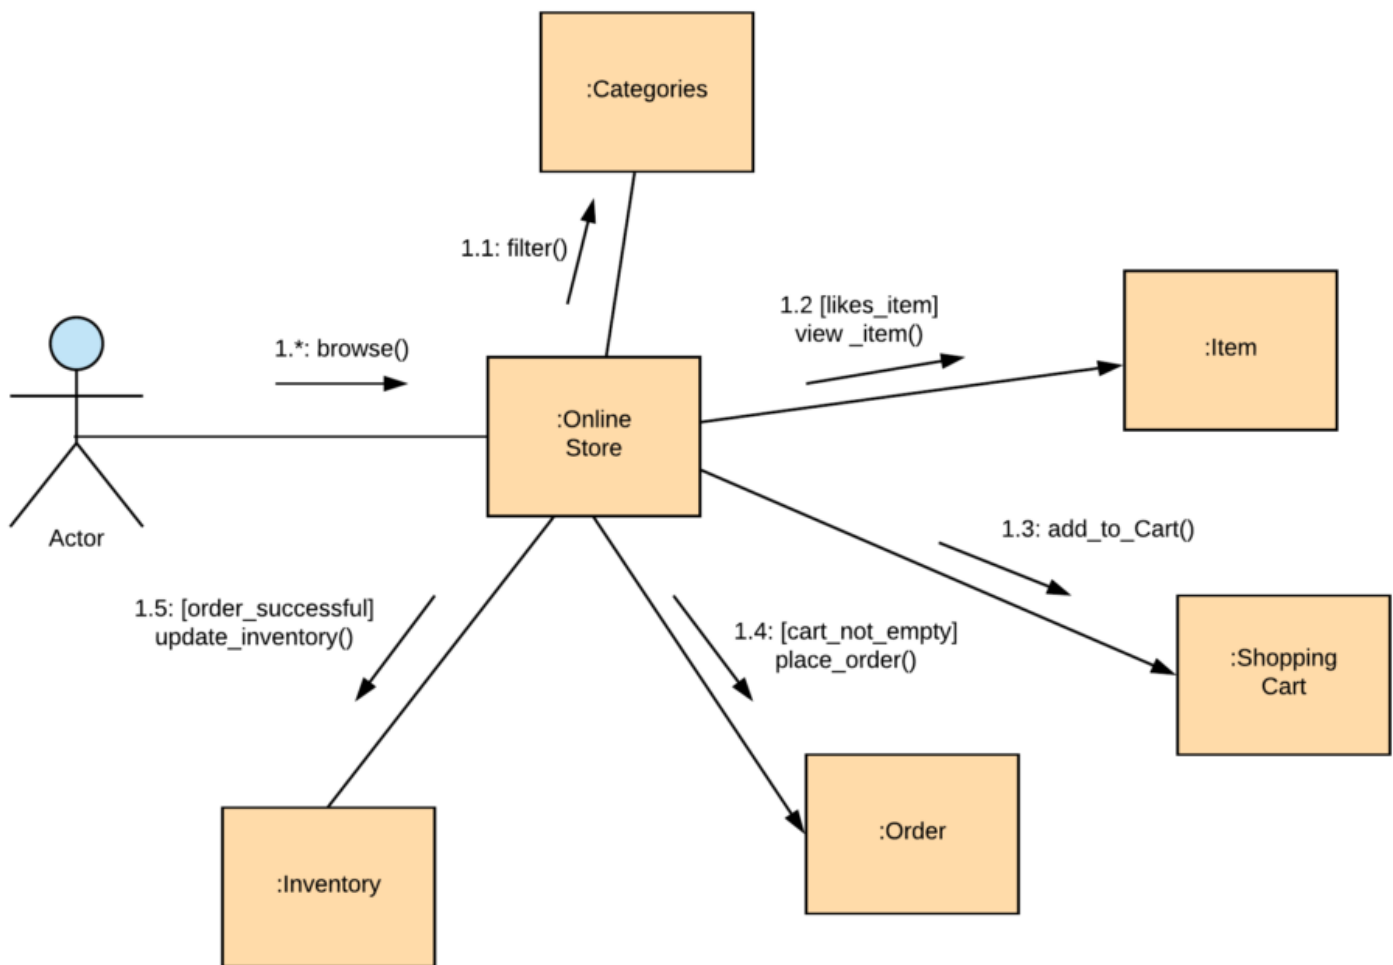 :Categories
1.1: filter()
1.2 [likes_item]
view _item()
:Item
1.*: browse()
:Online
Store
Actor
1.3: add_to_Cart()
1.5: [order_successful]
update_inventory()
1.4: [cart_not_empty]
place_order()
:Shopping
Cart
:Order
:Inventory